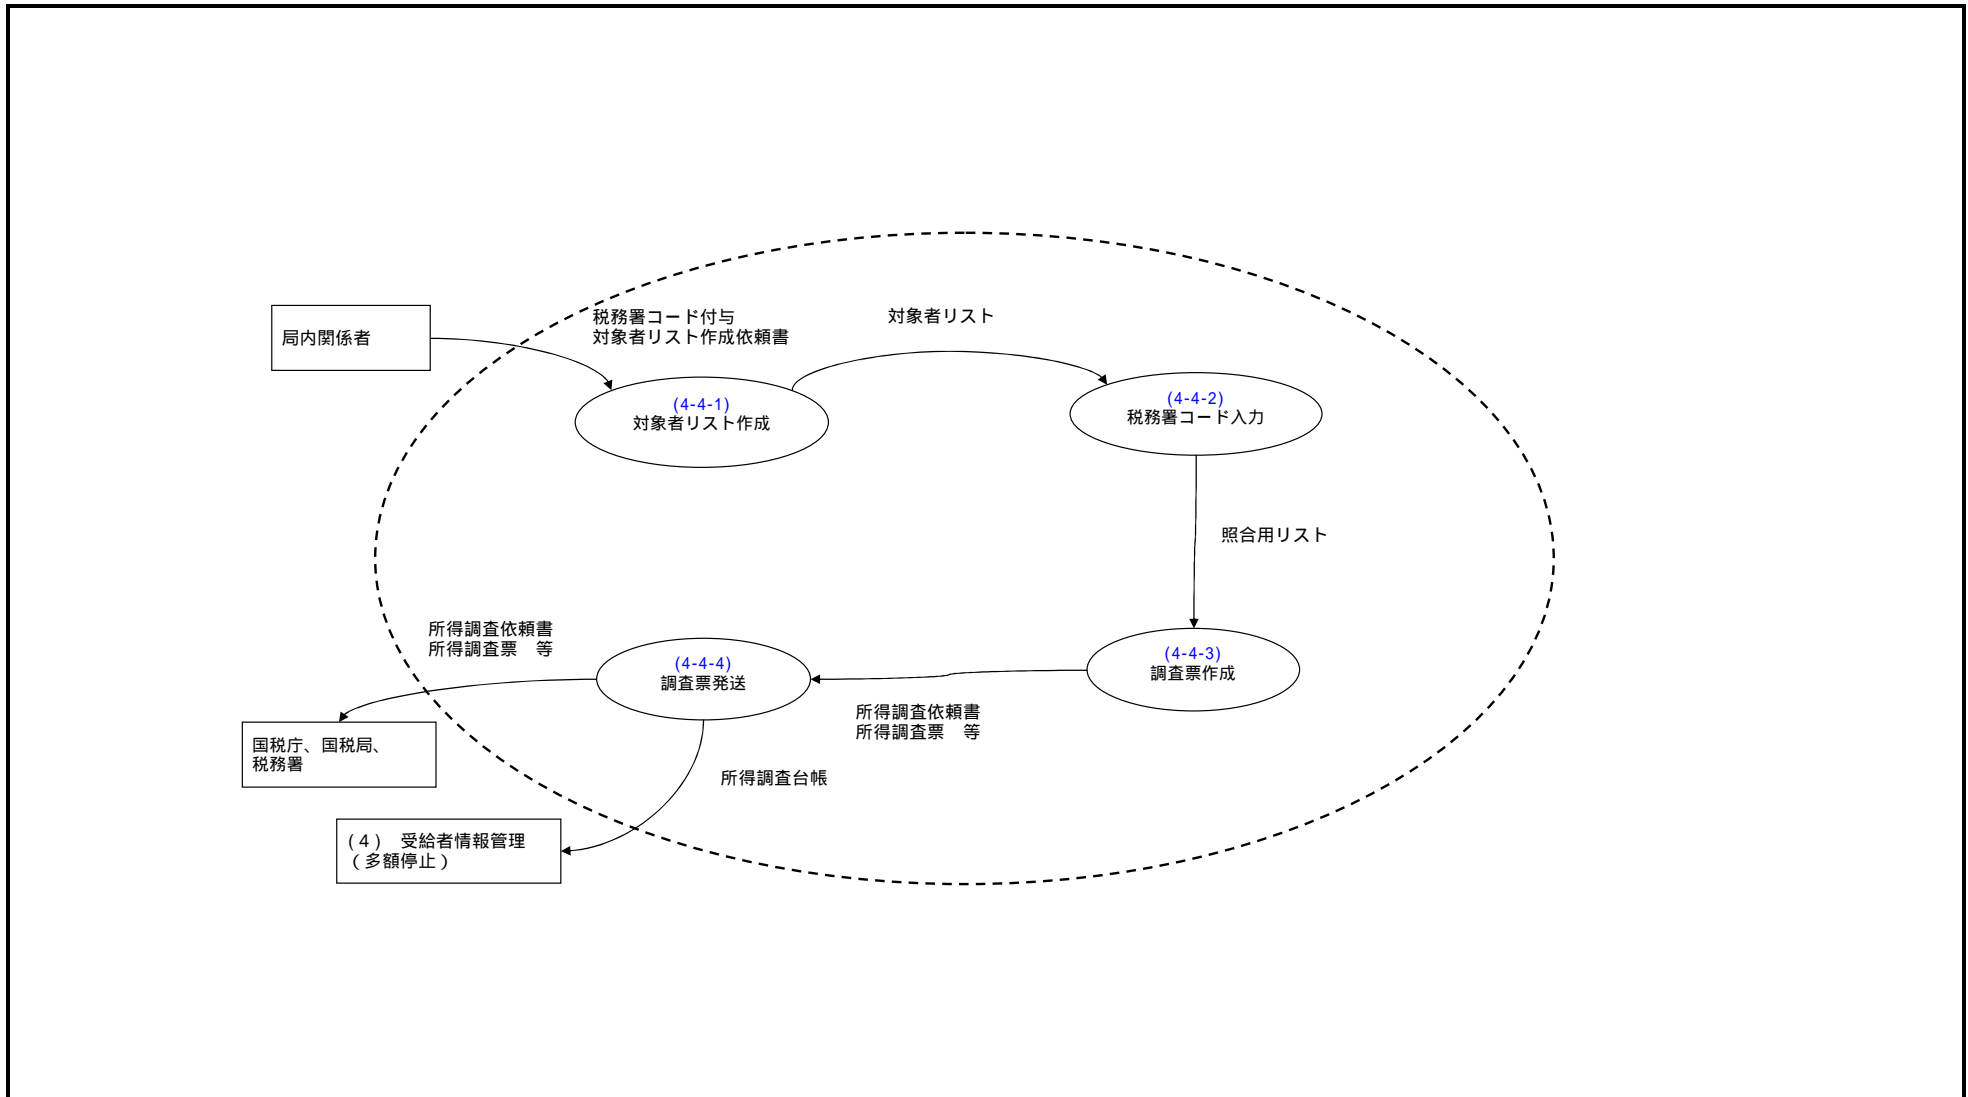 税務署コード付与
対象者リスト作成依頼書
対象者リスト
局内関係者
(4-4-1)
対象者リスト作成
(4-4-2)
税務署コード入力
照合用リスト
所得調査依頼書
所得調査票　等
(4-4-4)
調査票発送
(4-4-3)
調査票作成
所得調査依頼書
所得調査票　等
国税庁、国税局、
税務署
所得調査台帳
(４)　受給者情報管理
（多額停止）